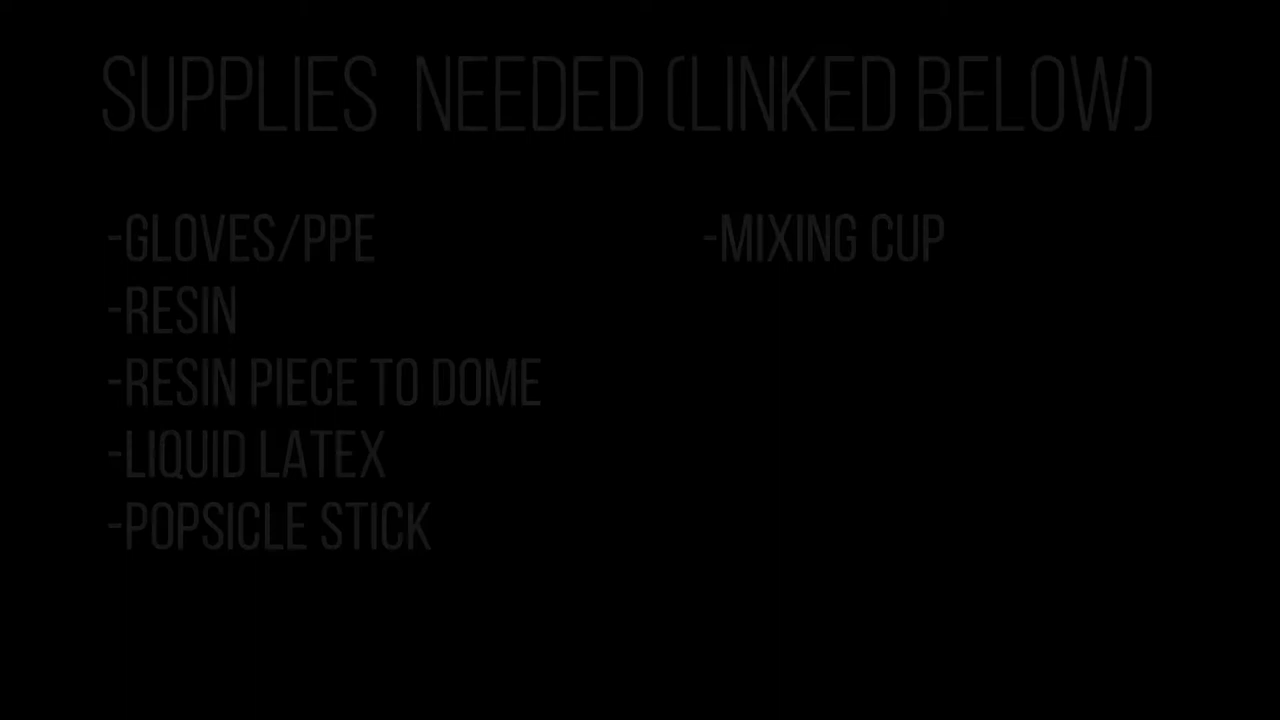 SUPPLIES NEEDED (LINKED BELOW)
-GLOVES/PPE
-RESIN
-RESIN PIECE TO DOME
-LIQUID LATEX
-POPSICLE STICK
-MIXING CUP